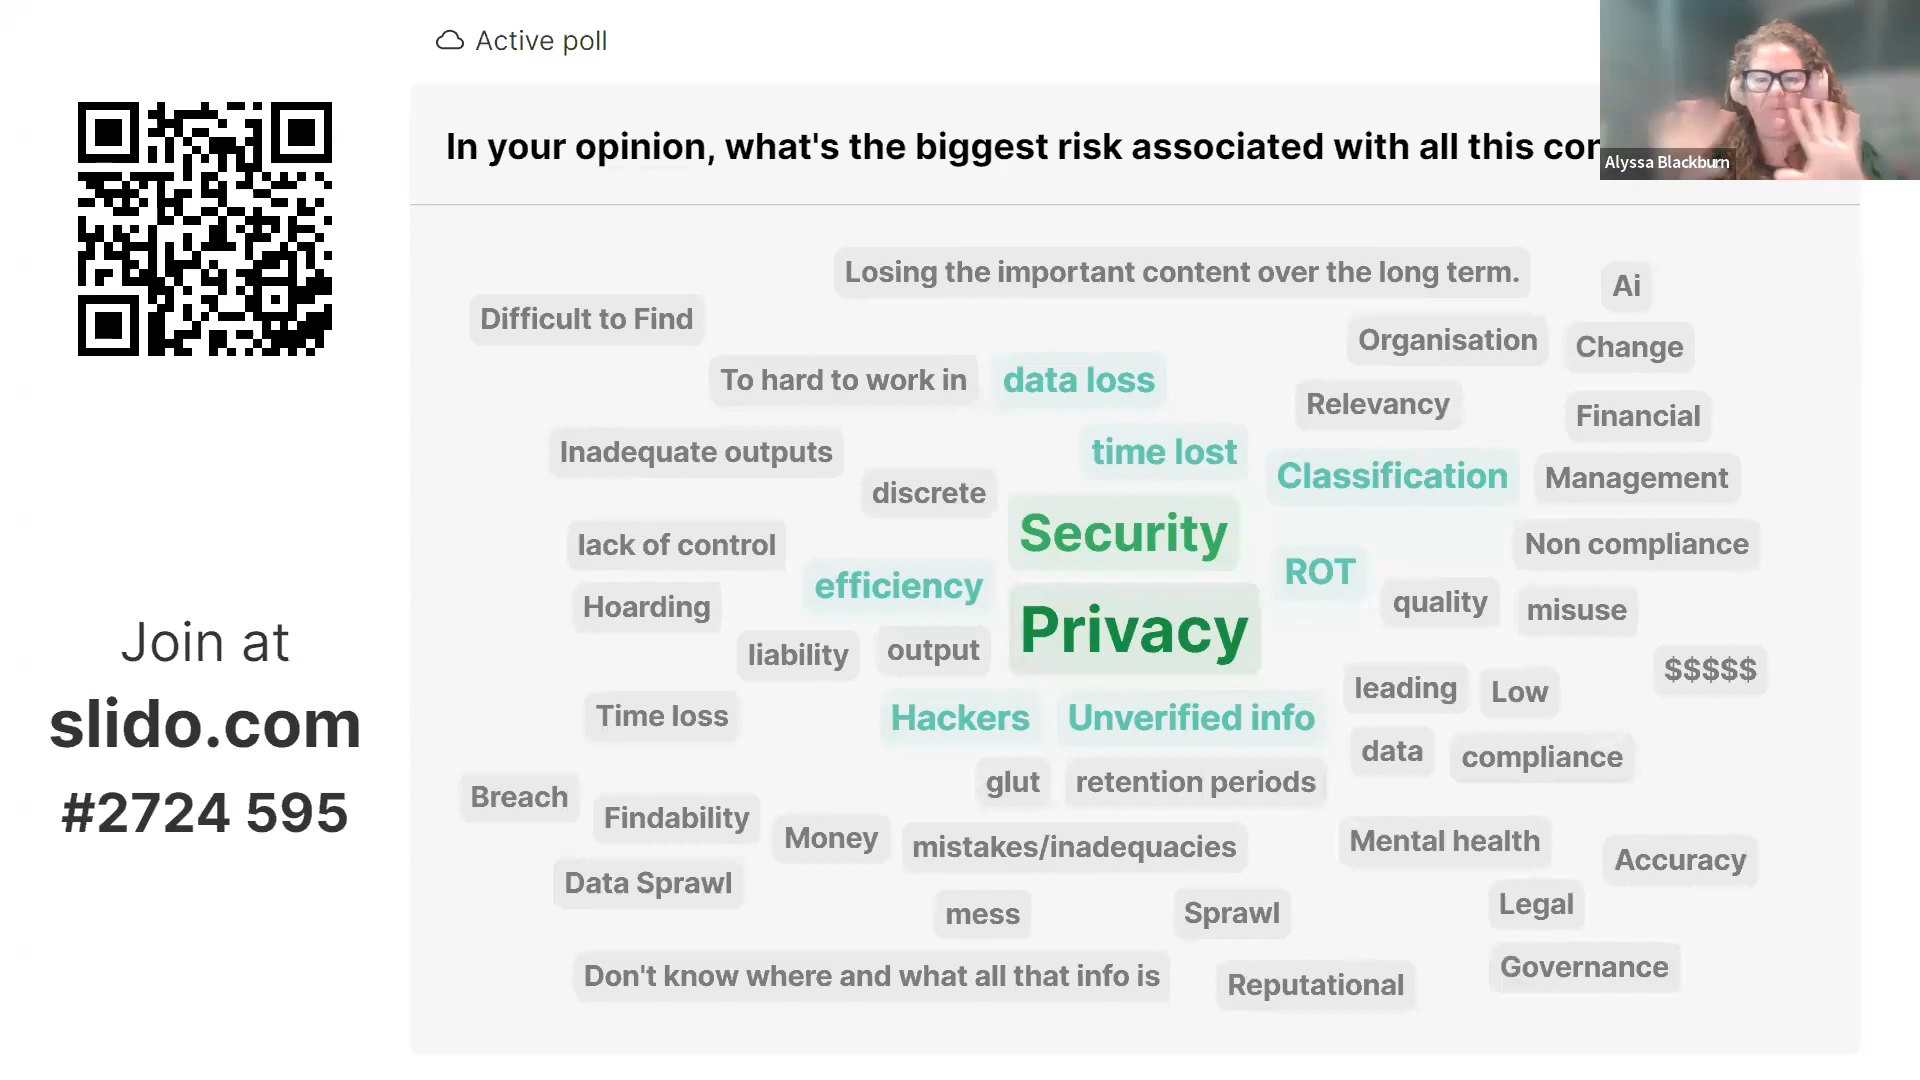 Active poll
In your opinion, what's the biggest risk associated with all this
Alyssa Blackburn
Losing the important content over the long term.
Ai
Difficult to Find
Organisation
Change
To hard to work in
data loss
Relevancy
Financial
Inadequate outputs
time lost
Classification
Management
discrete
Security
lack of control
Non compliance
efficiency
ROT
Hoarding
quality
misuse
Privacy
liability
output
$$$$$
leading
Low
Time loss
Hackers
Unverified info
data
compliance
glut
retention periods
Breach
Findability
Money
mistakes/inadequacies
Mental health
Accuracy
Data Sprawl
mess
Sprawl
Legal
Don't know where and what all that info is
Reputational
Governance
Join at
slido.com
#2724 595